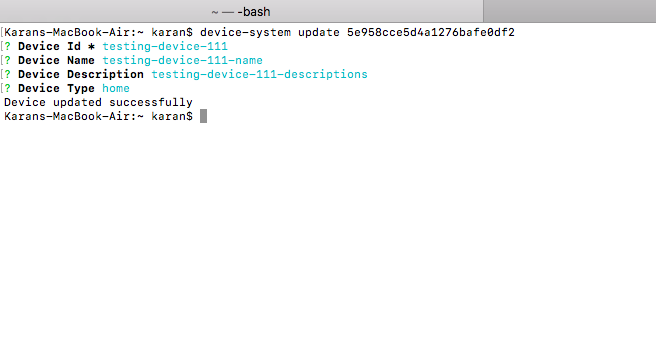 ~ — -bash
[Karans-MacBook-Air:~ karan$ device-system update 5e958cce5d4a1276bafe0df2
[? Device Id * testing-device-111
[? Device Name testing-device-111-name
[? Device Description testing-device-111-descriptions
[? Device Type home
Device updated successfully
Karans-MacBook-Air:~ karan$